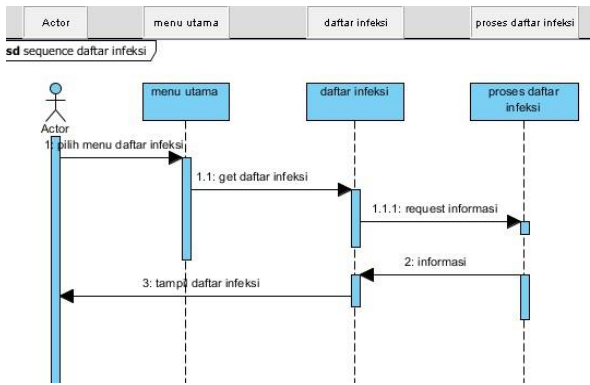 Actor
menu utama
daftar infeksi
proses daftar infeksi
sd sequence daftar infeksi
menu utama
daftar infeksi
proses daftar
infeksi
Actor
1: pilih menu daftar infeksi
1.1: get daftar infeksi
1.1.1: request informasi
2: informasi
3: tampil daftar infeksi